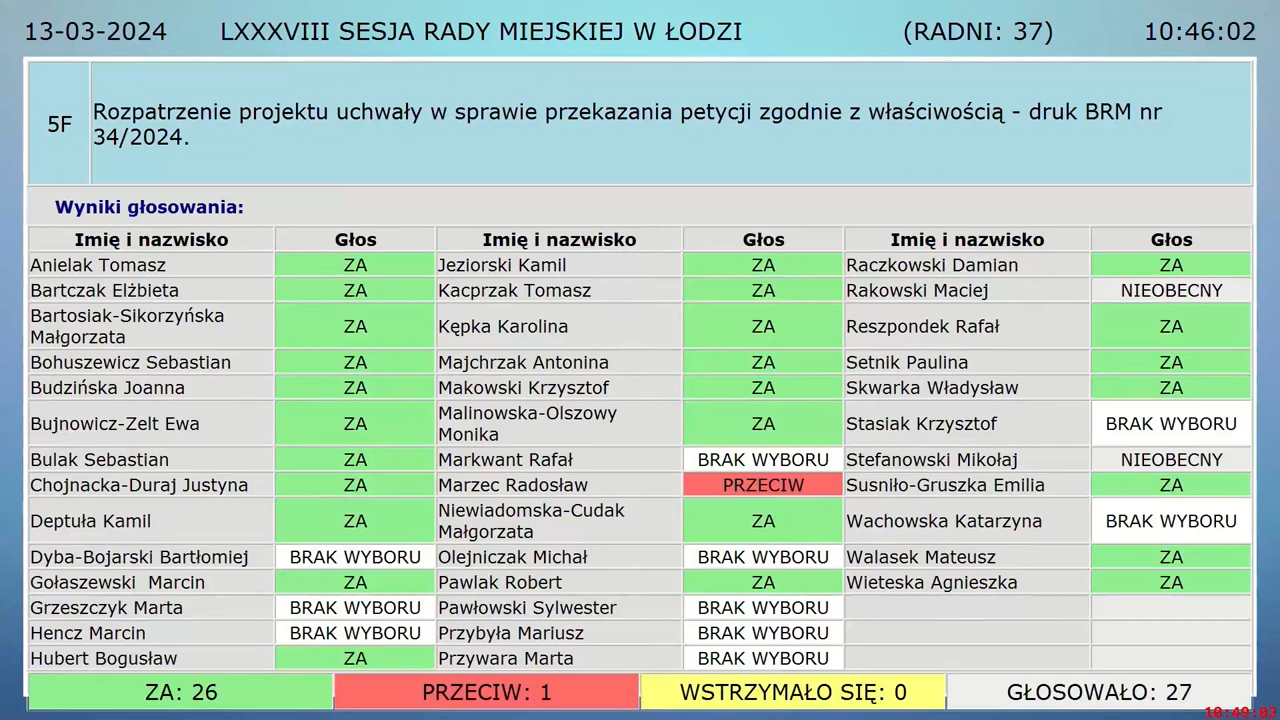 13-03-2024 LXXXVIII SESJA RADY MIEJSKIEJ W ŁODZI (RADNI: 37) 10:46:02
5F Rozpatrzenie projektu uchwały w sprawie przekazania petycji zgodnie z właściwością - druk BRM nr
34/2024.
Wyniki głosowania:
Imię i nazwisko Głos Imię i nazwisko Głos Imię i nazwisko Głos
Anielak Tomasz ZA Jeziorski Kamil ZA Raczkowski Damian ZA
Bartczak Elżbieta ZA Kacprzak Tomasz ZA Rakowski Maciej NIEOBECNY
Bartosiak-Sikorzyńska
Małgorzata ZA Kępka Karolina ZA Reszpondek Rafał ZA
Bohuszewicz Sebastian ZA Majchrzak Antonina ZA Setnik Paulina ZA
Budzińska Joanna ZA Makowski Krzysztof ZA Skwarka Władysław ZA
Bujnowicz-Zelt Ewa ZA Malinowska-Olszowy
Monika ZA Stasiak Krzysztof BRAK WYBORU
Bulak Sebastian ZA Markwant Rafał BRAK WYBORU Stefanowski Mikołaj NIEOBECNY
Chojnacka-Duraj Justyna ZA Marzec Radosław PRZECIW Susniło-Gruszka Emilia ZA
Deptuła Kamil ZA Niewiadomska-Cudak
Małgorzata ZA Wachowska Katarzyna BRAK WYBORU
Dyba-Bojarski Bartłomiej BRAK WYBORU Olejniczak Michał BRAK WYBORU Walasek Mateusz ZA
Gołaszewski Marcin ZA Pawlak Robert ZA Wieteska Agnieszka ZA
Grzeszczyk Marta BRAK WYBORU Pawłowski Sylwester BRAK WYBORU
Hencz Marcin BRAK WYBORU Przybyła Mariusz BRAK WYBORU
Hubert Bogusław ZA Przywara Marta BRAK WYBORU
ZA: 26 PRZECIW: 1 WSTRZYMAŁO SIĘ: 0 GŁOSOWAŁO: 27
10:49:03